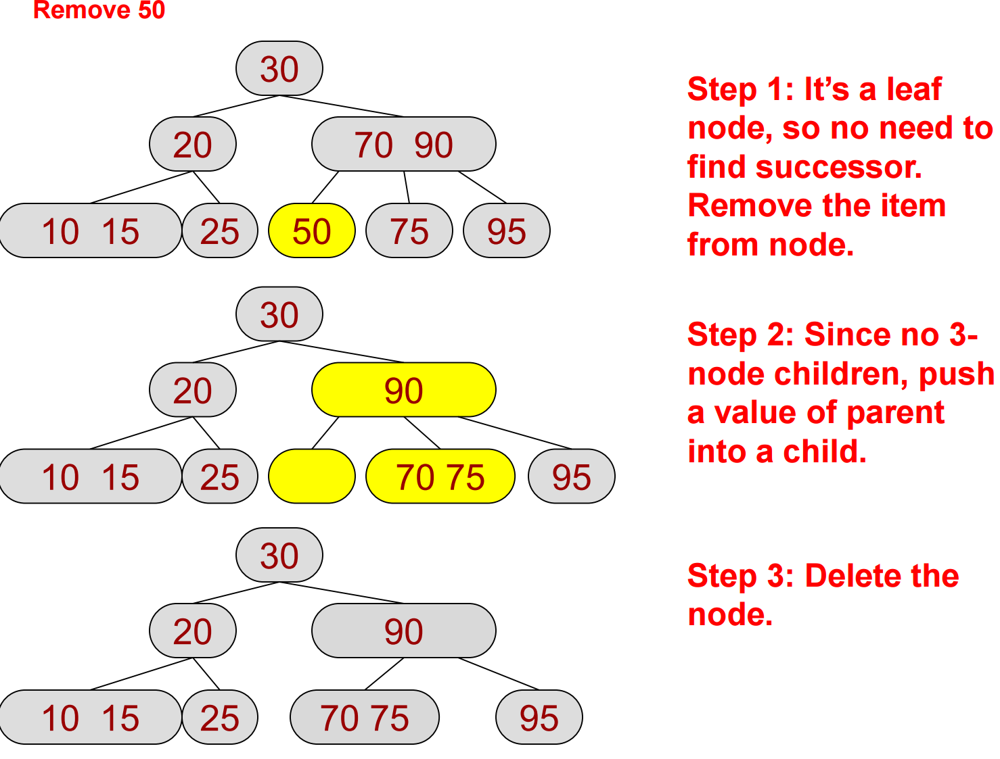 Remove 50
30
20
70 90
10 15
25
50
75
95
Step 1: It’s a leaf
node, so no need to
find successor.
Remove the item
from node.
30
20
90
10 15
25
70 75
95
Step 2: Since no 3-
node children, push
a value of parent
into a child.
30
20
90
10 15
25
70 75
95
Step 3: Delete the
node.